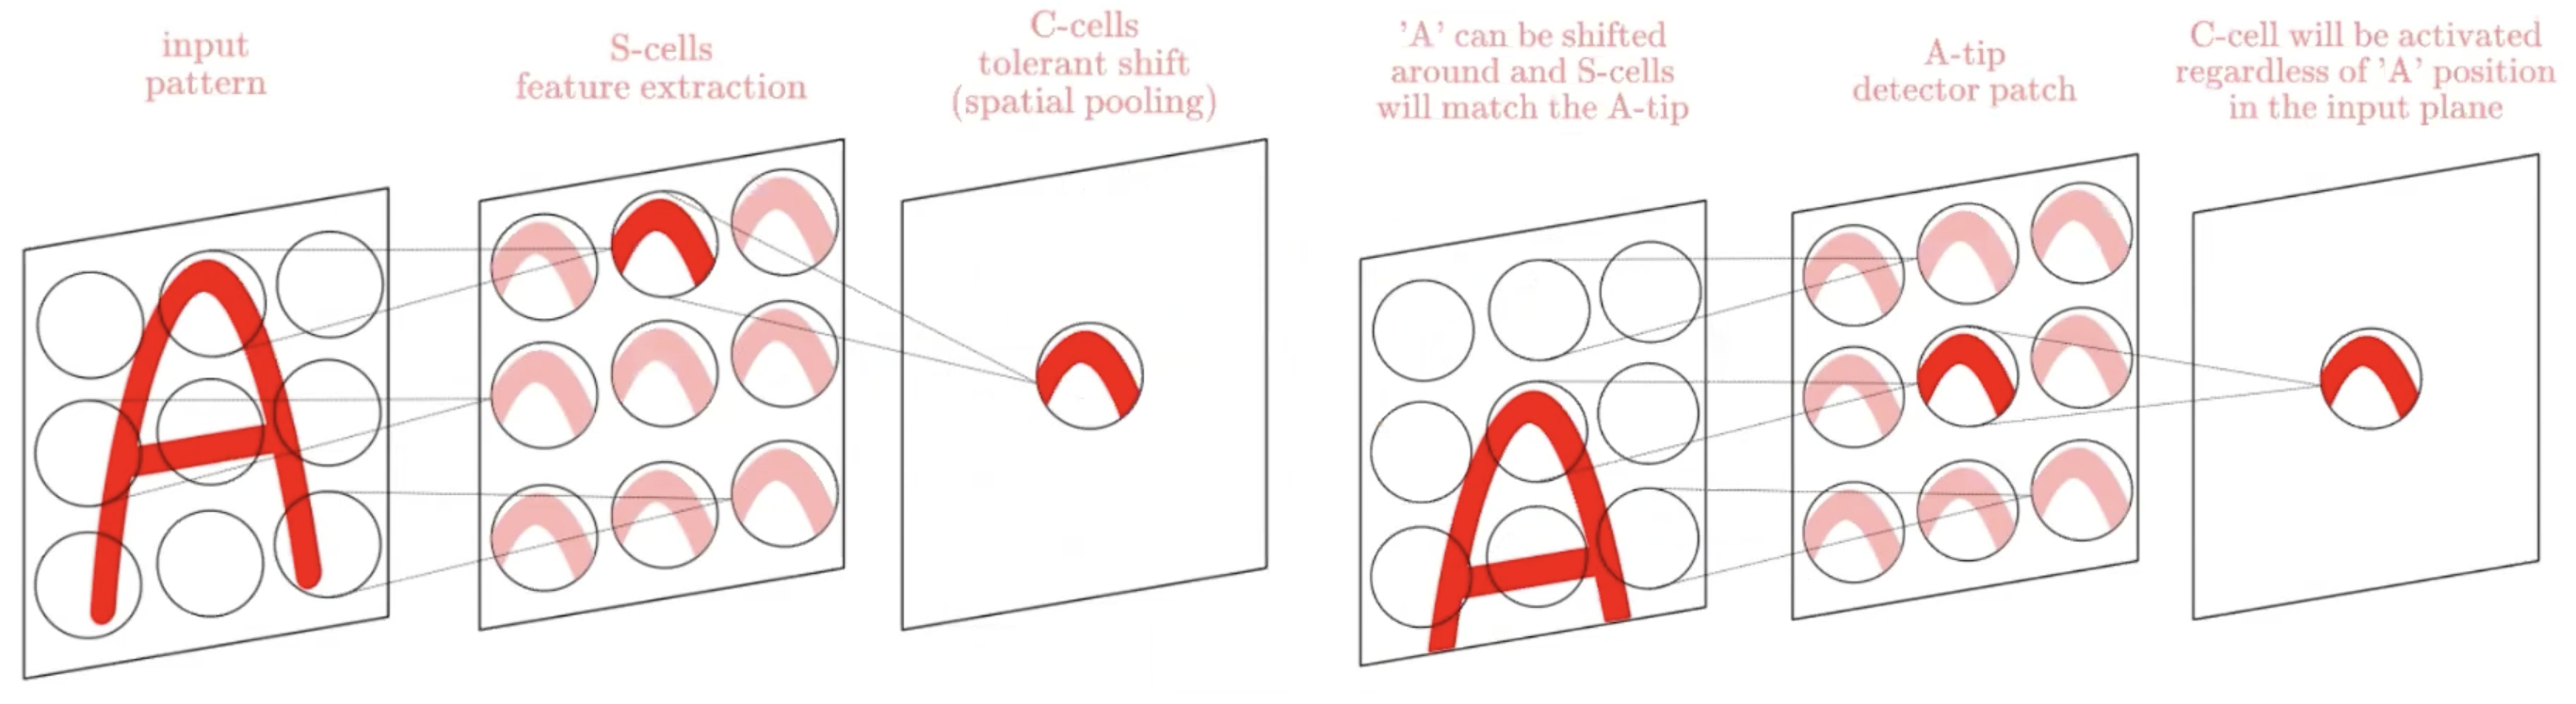 input
pattern
S-cells
feature extraction
C-cells
tolerant shift
(spatial pooling)
'A' can be shifted
around and S-cells
will match the A-tip
A-tip
detector patch
C-cell will be activated
regardless of 'A' position
in the input plane
A
A